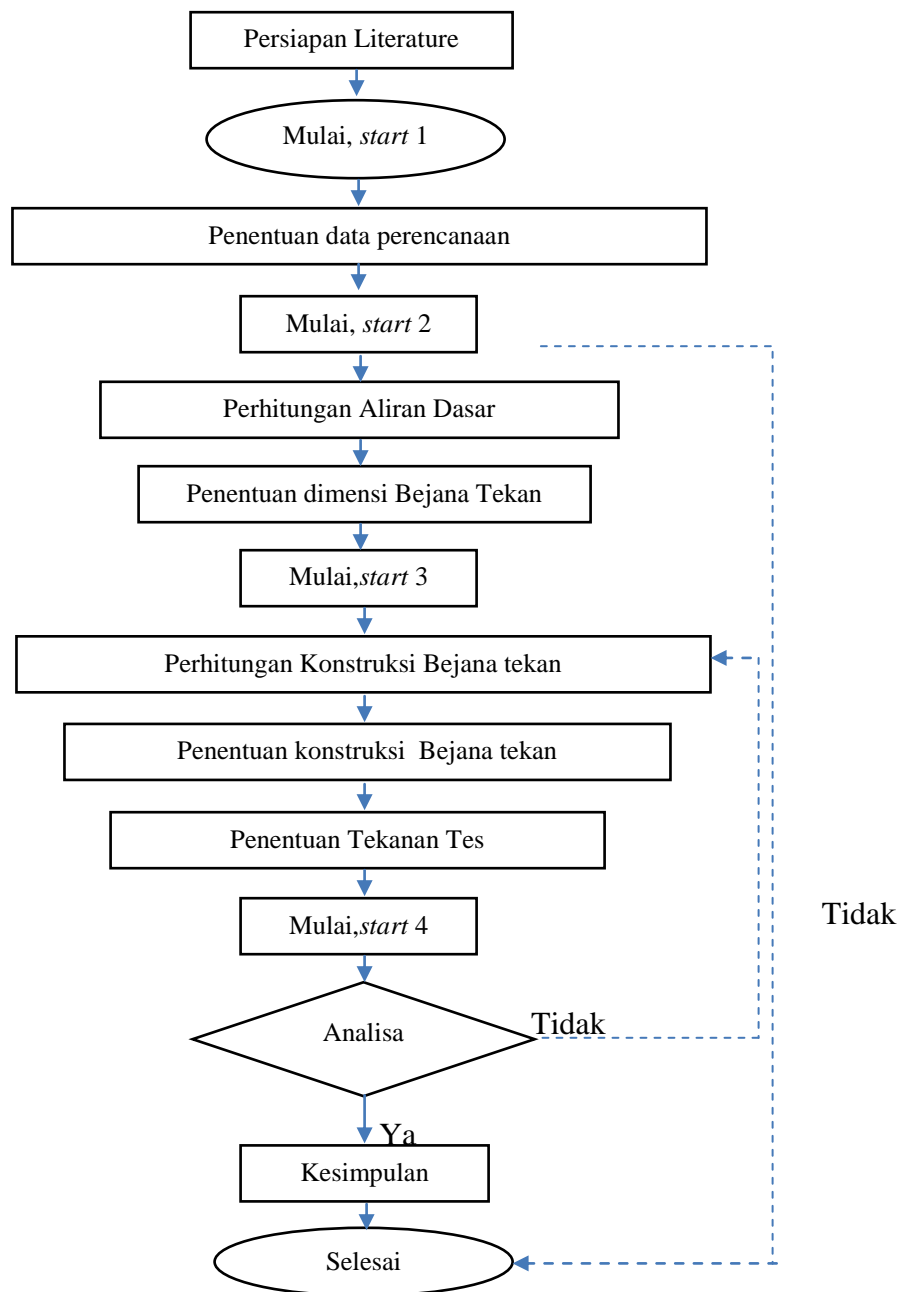 Persiapan Literature
Mulai, start 1
Penentuan data perencanaan
Mulai, start 2
Perhitungan Aliran Dasar
Penentuan dimensi Bejana Tekan
Mulai,start 3
Perhitungan Konstruksi Bejana tekan
Penentuan konstruksi  Bejana tekan
Penentuan Tekanan Tes
Mulai,start 4
Tidak
Analisa
Tidak
Ya
Kesimpulan
Selesai